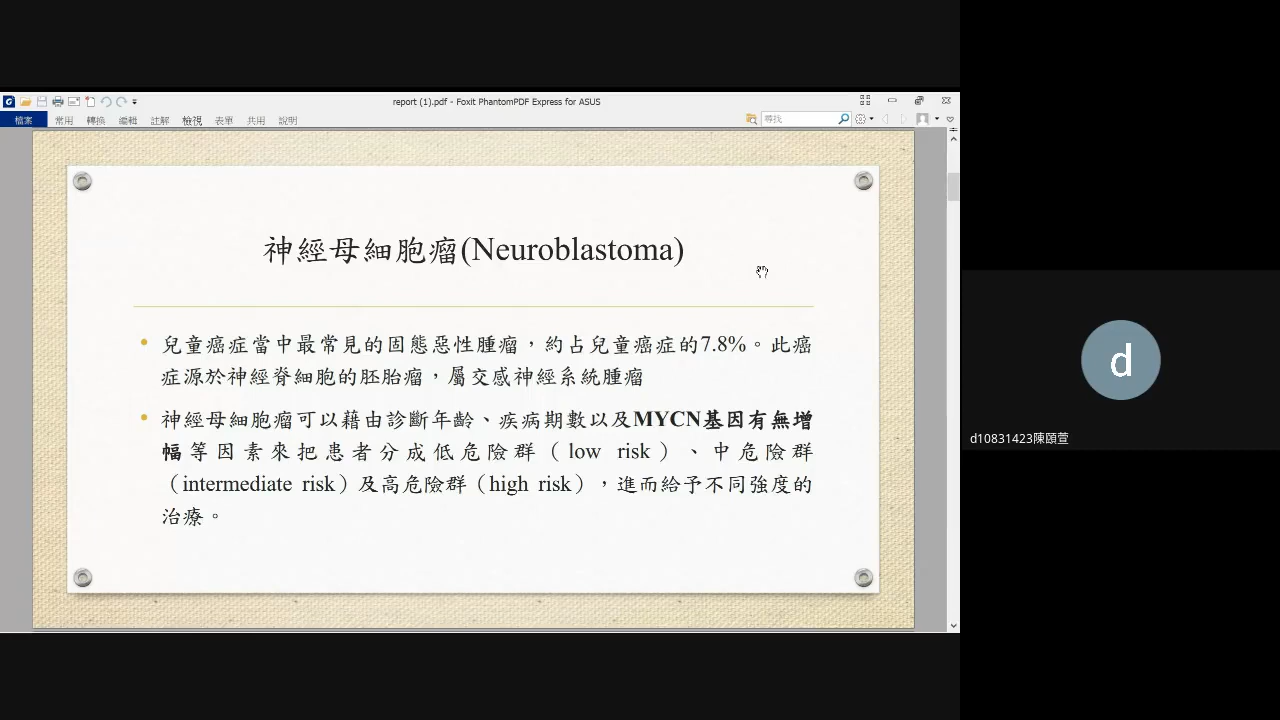 report (1).pdf - Foxit PhantomPDF Express for ASUS
檔案 常用 轉換 編輯 註解 檢視 表單 共用 說明 尋找
神經母細胞瘤(Neuroblastoma)
• 兒童癌症當中最常見的固態惡性腫瘤，約占兒童癌症的7.8%。此癌
症源於神經脊細胞的胚胎瘤，屬交感神經系統腫瘤
• 神經母細胞瘤可以藉由診斷年齡、疾病期數以及MYCN基因有無增
幅等因素來把患者分成低危險群（low risk）、中危險群
（intermediate risk）及高危險群（high risk），進而給予不同強度的
治療。
d
d10831423陳頤萱